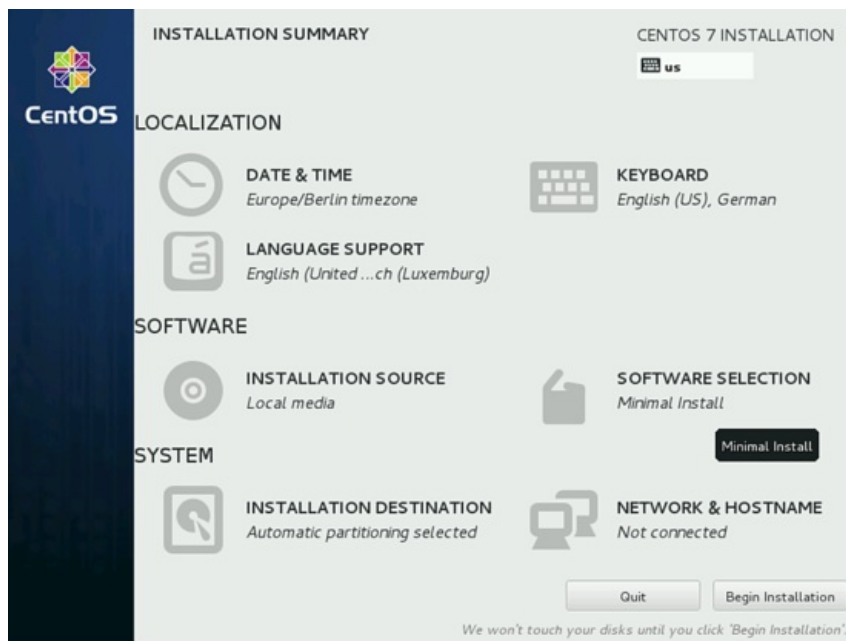 INSTALLATION SUMMARY
CENTOS 7 INSTALLATION
us
CentOS
LOCALIZATION
DATE & TIME
Europe/Berlin timezone
KEYBOARD
English (US), German
LANGUAGE SUPPORT
English (United ...ch (Luxemburg)
SOFTWARE
INSTALLATION SOURCE
Local media
SOFTWARE SELECTION
Minimal Install
Minimal Install
SYSTEM
INSTALLATION DESTINATION
Automatic partitioning selected
NETWORK & HOSTNAME
Not connected
Quit
Begin Installation
We won't touch your disks until you click 'Begin Installation'.